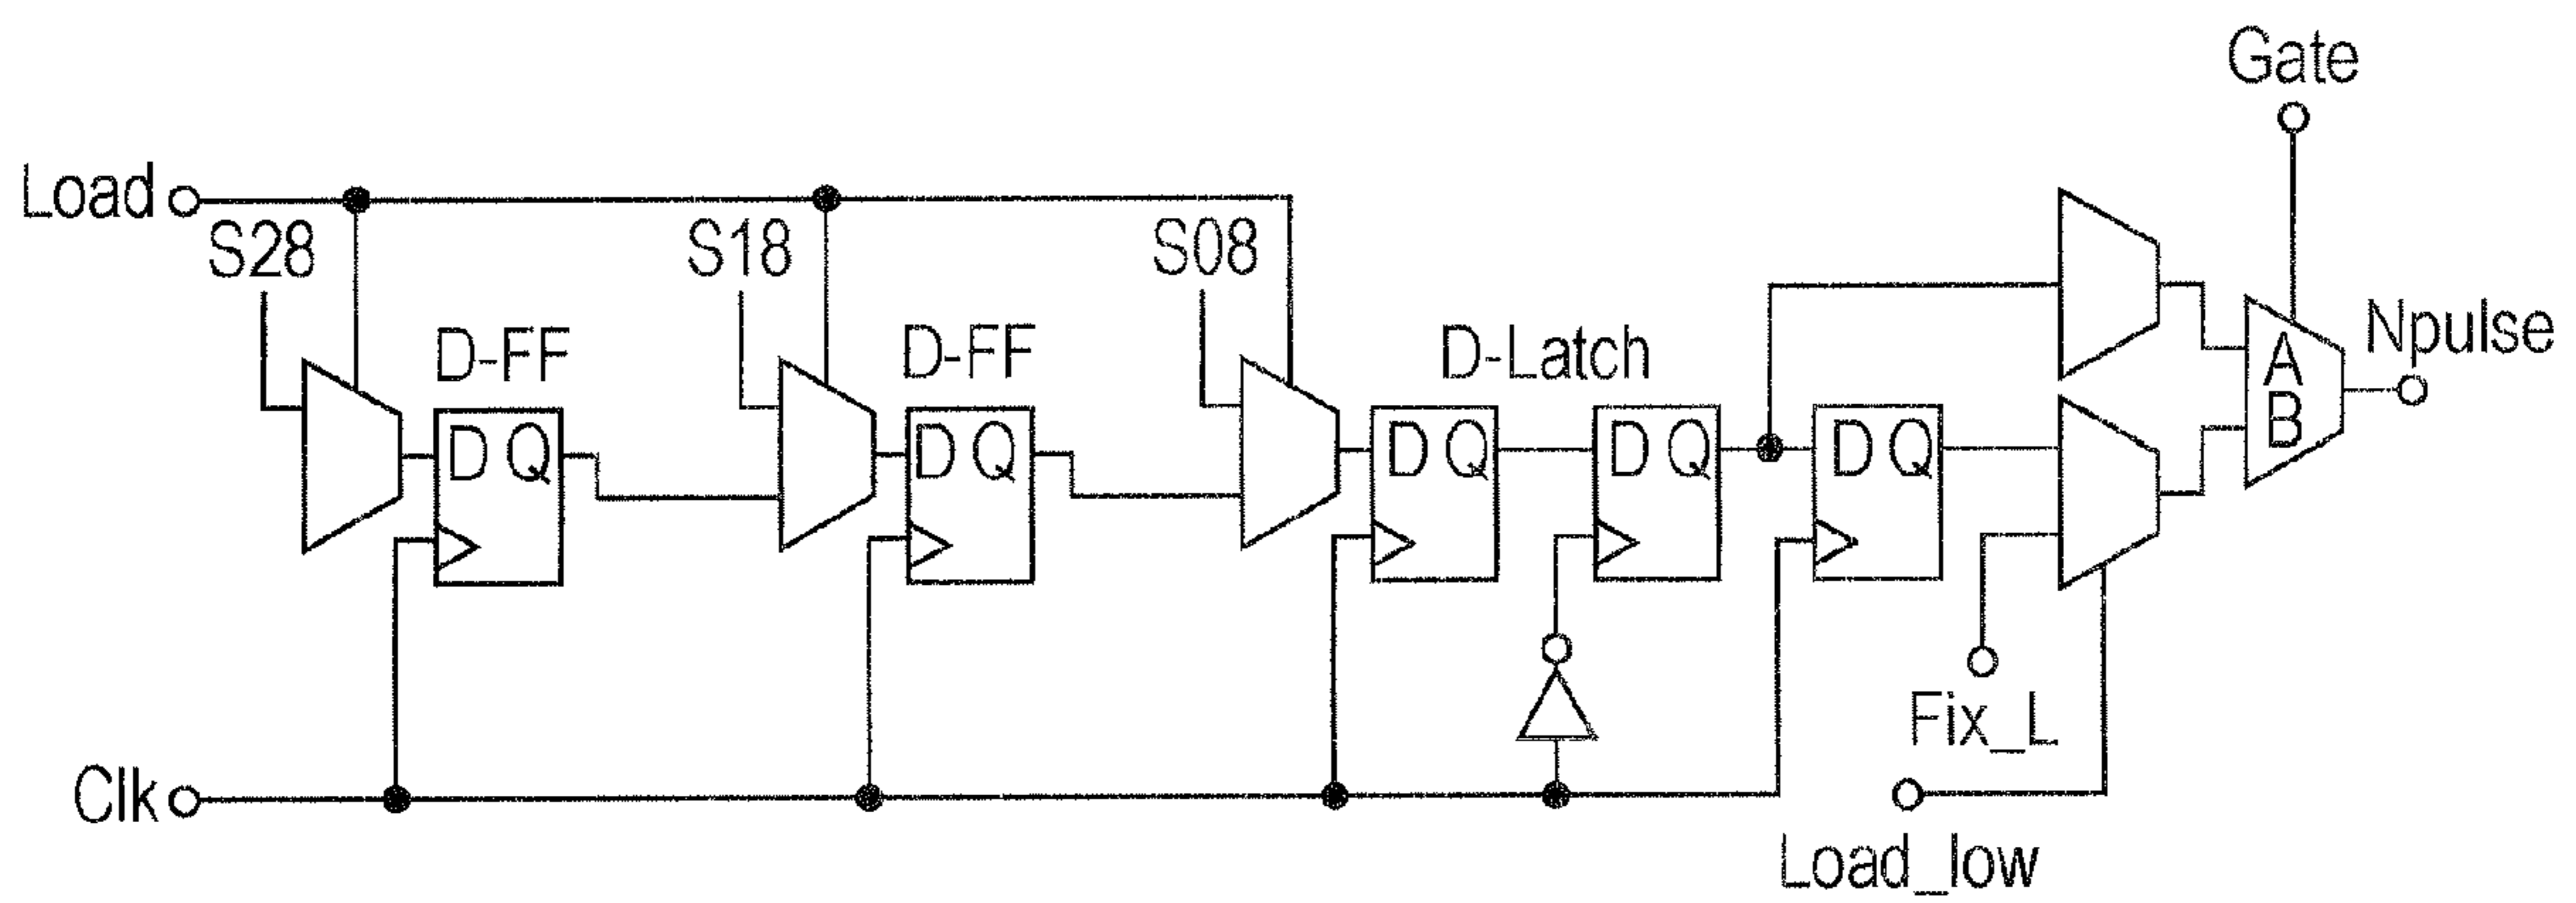 Gate
Load
S28
S18
S08
D-FF
D-FF
D-Latch
A
Npulse
B
D Q
D Q
D Q
D Q
D Q
Fix_L
Clk
Load_low